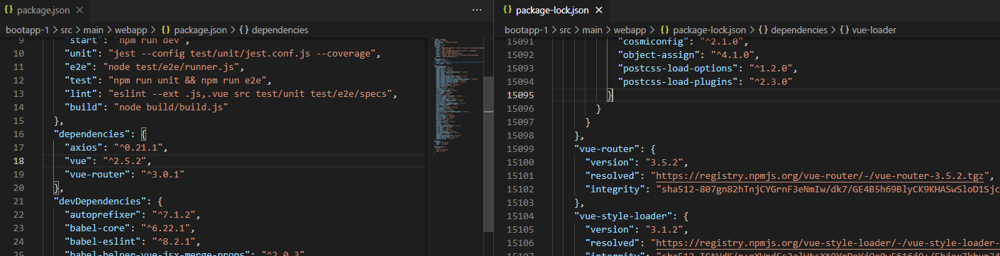 package.json
bootapp-1 > src > main > webapp > {} package.json > {} dependencies
9 "start": "npm run dev",
10 "unit": "jest --config test/unit/jest.conf.js --coverage",
11 "e2e": "node test/e2e/runner.js",
12 "test": "npm run unit && npm run e2e",
13 "lint": "eslint --ext .js,.vue src test/unit test/e2e/specs",
14 "build": "node build/build.js"
15 },
16 "dependencies": {
17 "axios": "^0.21.1",
18 "vue": "^2.5.2",
19 "vue-router": "^3.0.1"
20 },
21 "devDependencies": {
22 "autoprefixer": "^7.1.2",
23 "babel-core": "^6.22.1",
24 "babel-eslint": "^8.2.1",
25 "babel-helper-vue-jsx-merge-props": "^2.0.3",
{} package-lock.json
bootapp-1 > src > main > webapp > {} package-lock.json > {} dependencies > {} vue-loader
15091 "cosmiconfig": "^2.1.0",
15092 "object-assign": "^4.1.0",
15093 "postcss-load-options": "^1.2.0",
15094 "postcss-load-plugins": "^2.3.0"
15095 }
15096 }
15097 }
15098 },
15099 "vue-router": {
15100 "version": "3.5.2",
15101 "resolved": "https://registry.npmjs.org/vue-router/-/vue-router-3.5.2.tgz",
15102 "integrity": "sha512-807gn82hTnjCYGrnF3eNmIw/dk7/GE4B5h69BlyCK9KHASwSloD1Sjc
15103 },
15104 "vue-style-loader": {
15105 "version": "3.1.2",
15106 "resolved": "https://registry.npmjs.org/vue-style-loader/-/vue-style-loader-
15107 "integrity":